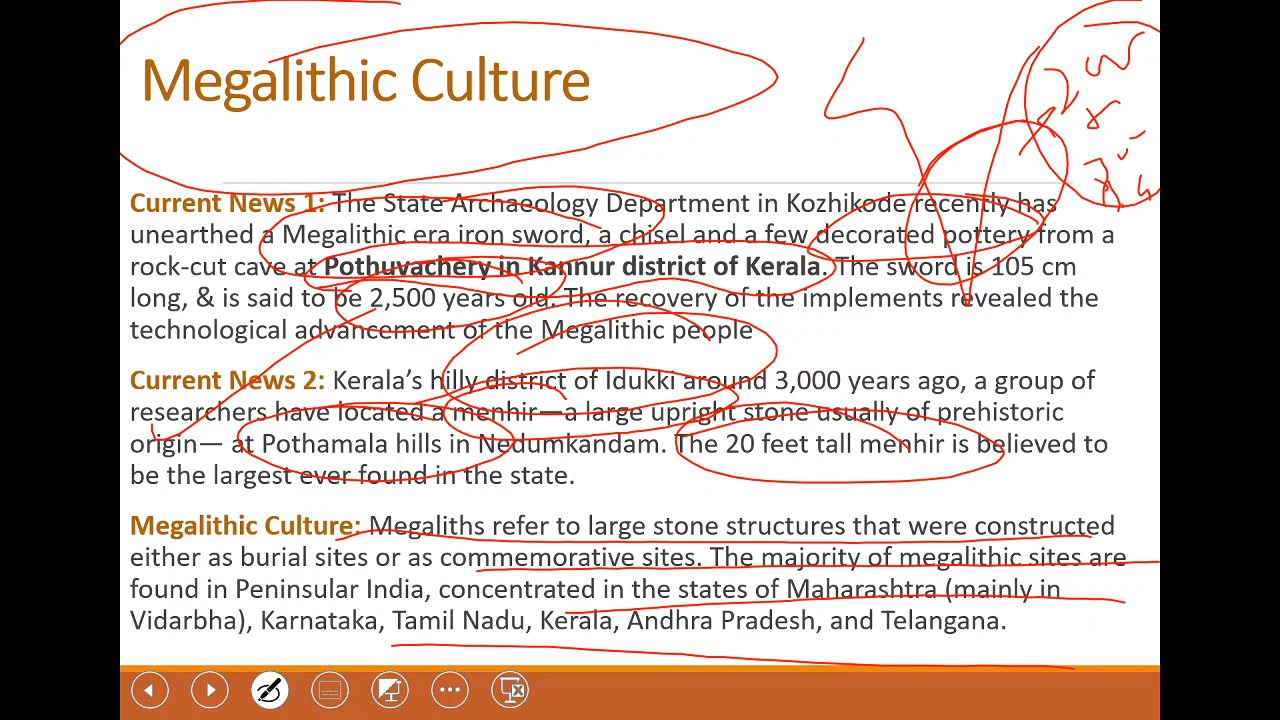 Megalithic Culture
Current News 1: The State Archaeology Department in Kozhikode recently has
unearthed a Megalithic era iron sword, a chisel and a few decorated pottery from a
rock-cut cave at Pothuvachery in Kannur district of Kerala. The sword is 105 cm
long, & is said to be 2,500 years old. The recovery of the implements revealed the
technological advancement of the Megalithic people
Current News 2: Kerala’s hilly district of Idukki around 3,000 years ago, a group of
researchers have located a menhir—a large upright stone usually of prehistoric
origin— at Pothamala hills in Nedumkandam. The 20 feet tall menhir is believed to
be the largest ever found in the state.
Megalithic Culture: Megaliths refer to large stone structures that were constructed
either as burial sites or as commemorative sites. The majority of megalithic sites are
found in Peninsular India, concentrated in the states of Maharashtra (mainly in
Vidarbha), Karnataka, Tamil Nadu, Kerala, Andhra Pradesh, and Telangana.